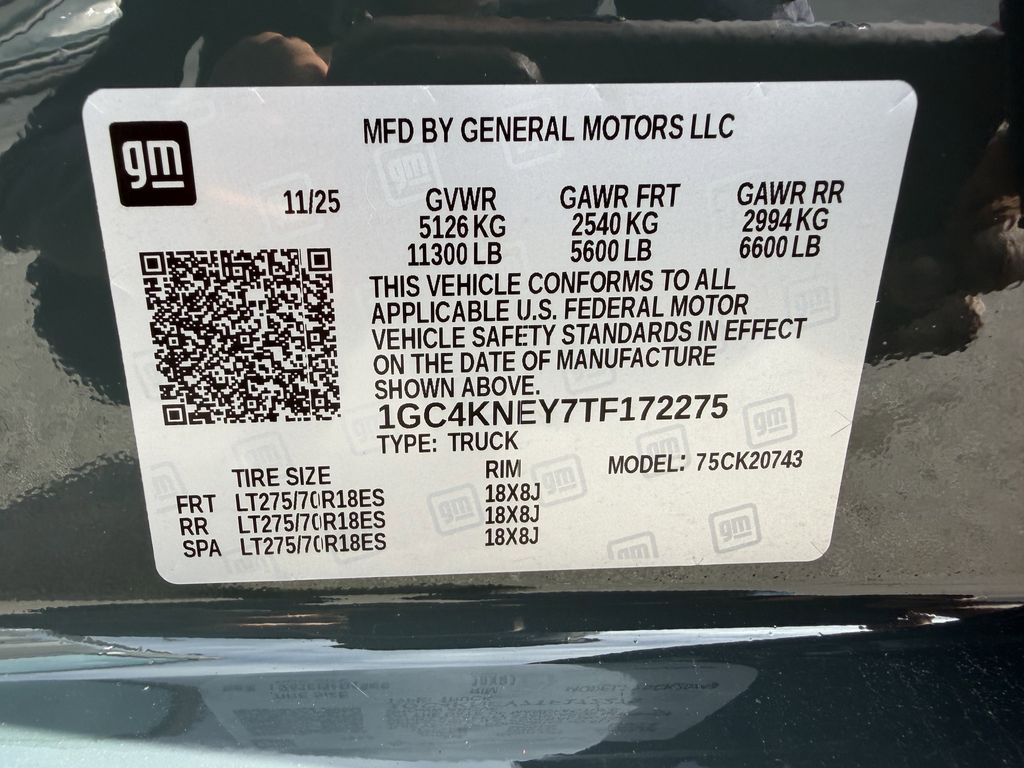 gm
MFD BY GENERAL MOTORS LLC
11/25 GVWR GAWR FRT GAWR RR
5126 KG 2540 KG 2994 KG
11300 LB 5600 LB 6600 LB
THIS VEHICLE CONFORMS TO ALL
APPLICABLE U.S. FEDERAL MOTOR
VEHICLE SAFETY STANDARDS IN EFFECT
ON THE DATE OF MANUFACTURE
SHOWN ABOVE.
1GC4KNEY7TF172275
TYPE: TRUCK
TIRE SIZE RIM MODEL: 75CK20743
FRT LT275/70R18ES 18X8J
RR LT275/70R18ES 18X8J
SPA LT275/70R18ES 18X8J